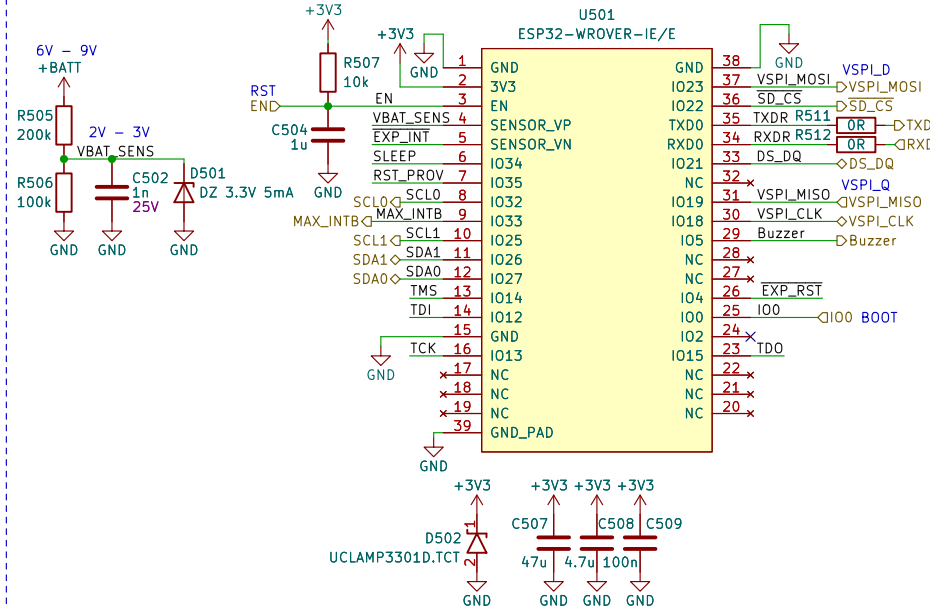 U501
ESP32-WROVER-IE/E
+3V3
+3V3
R507
10k
GND
RST
EN
EN
C504
1u
GND
6V - 9V
+BATT
R505
200k
2V - 3V
VBAT_SENS
R506
100k
C502
1n
25V
D501
DZ 3.3V 5mA
GND
GND
GND
1 GND
2 3V3
3 EN
VBAT_SENS 4 SENSOR_VP
EXP_INT 5 SENSOR_VN
SLEEP 6 IO34
RST_PROV 7 IO35
SCL0 SCL0 8 IO32
MAX_INTB MAX_INTB 9 IO33
SCL1 SCL1 10 IO25
SDA1 SDA1 11 IO26
SDA0 SDA0 12 IO27
TMS 13 IO14
TDI 14 IO12
15 GND
GND
TCK 16 IO13
17 NC
18 NC
19 NC
39 GND_PAD
GND
GND 38
GND
VSPI_D
IO23 37 VSPI_MOSI VSPI_MOSI
IO22 36 SD_CS SD_CS
TXD0 35 TXDR R511 0R TXD
RXD0 34 RXDR R512 0R RXD
IO21 33 DS_DQ DS_DQ
NC 32
VSPI_Q
IO19 31 VSPI_MISO VSPI_MISO
IO18 30 VSPI_CLK VSPI_CLK
IO5 29 Buzzer Buzzer
NC 28
NC 27
IO4 26 EXP_RST
IO0 25 IO0 IO0 BOOT
IO2 24
IO15 23 TDO
NC 22
NC 21
NC 20
+3V3 +3V3 +3V3 +3V3
1
D502
UCLAMP3301D.TCT
2
C507
47u
C508
4.7u
C509
100n
GND GND GND GND